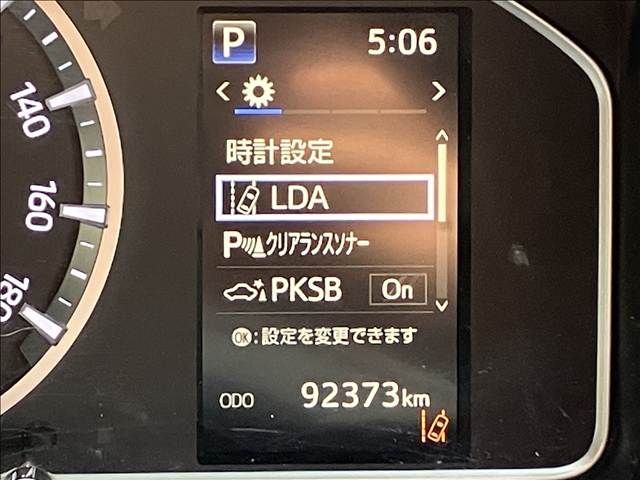 P 5:06
140
時計設定
LDA
160
Pクリアランスソナー
PKSB On
180
OK:設定を変更できます
ODO 92373km